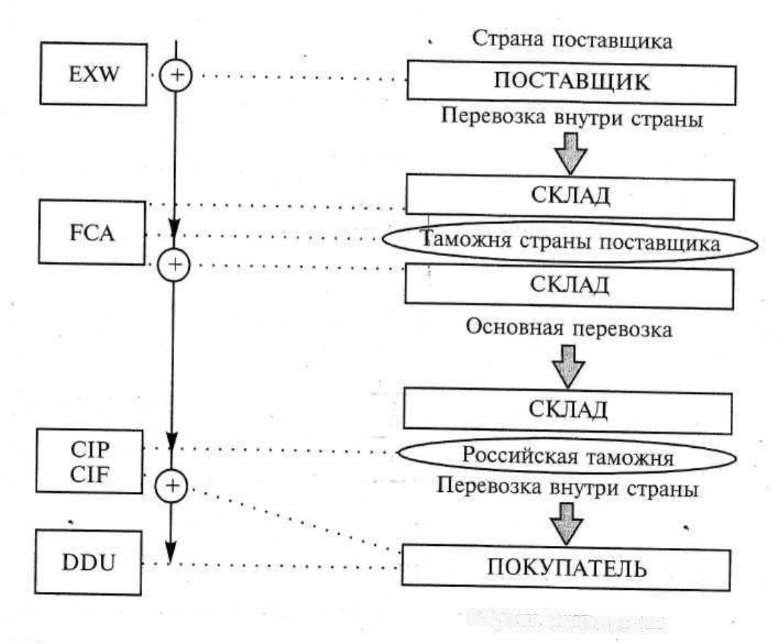 Страна поставщика
EXW
+
ПОСТАВЩИК
Перевозка внутри страны
СКЛАД
FCA
Таможня страны поставщика
+
СКЛАД
Основная перевозка
СКЛАД
CIP
CIF
Российская таможня
+
Перевозка внутри страны
DDU
ПОКУПАТЕЛЬ